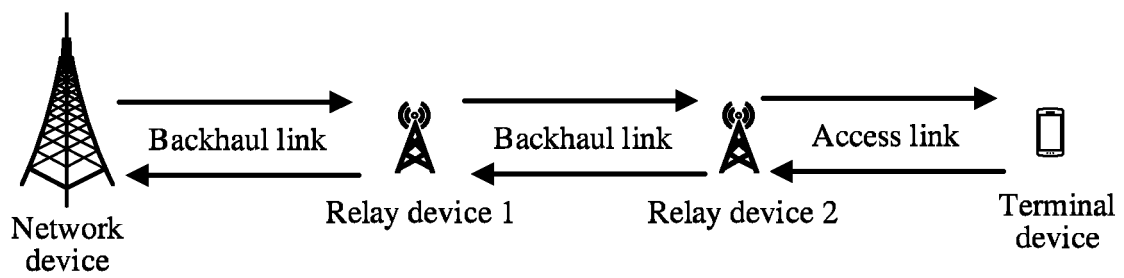 Backhaul link
Backhaul link
Access link
Network
device
Relay device 1
Relay device 2
Terminal
device